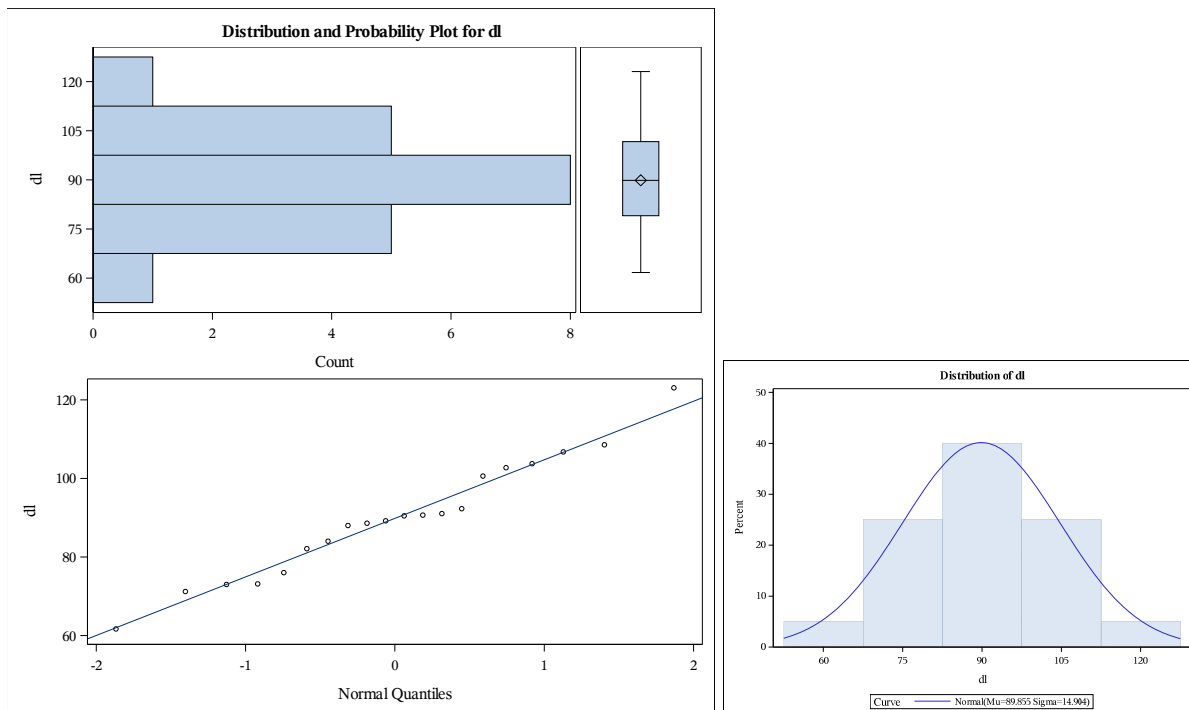 Distribution and Probability Plot for dl
120
105
90
75
60
dl
0 2 4 6 8
Count
120
100
80
60
dl
-2 -1 0 1 2
Normal Quantiles
Distribution of dl
50
40
30
20
10
0
Percent
60 75 90 105 120
dl
Curve Normal(Mu=89.855 Sigma=14.904)